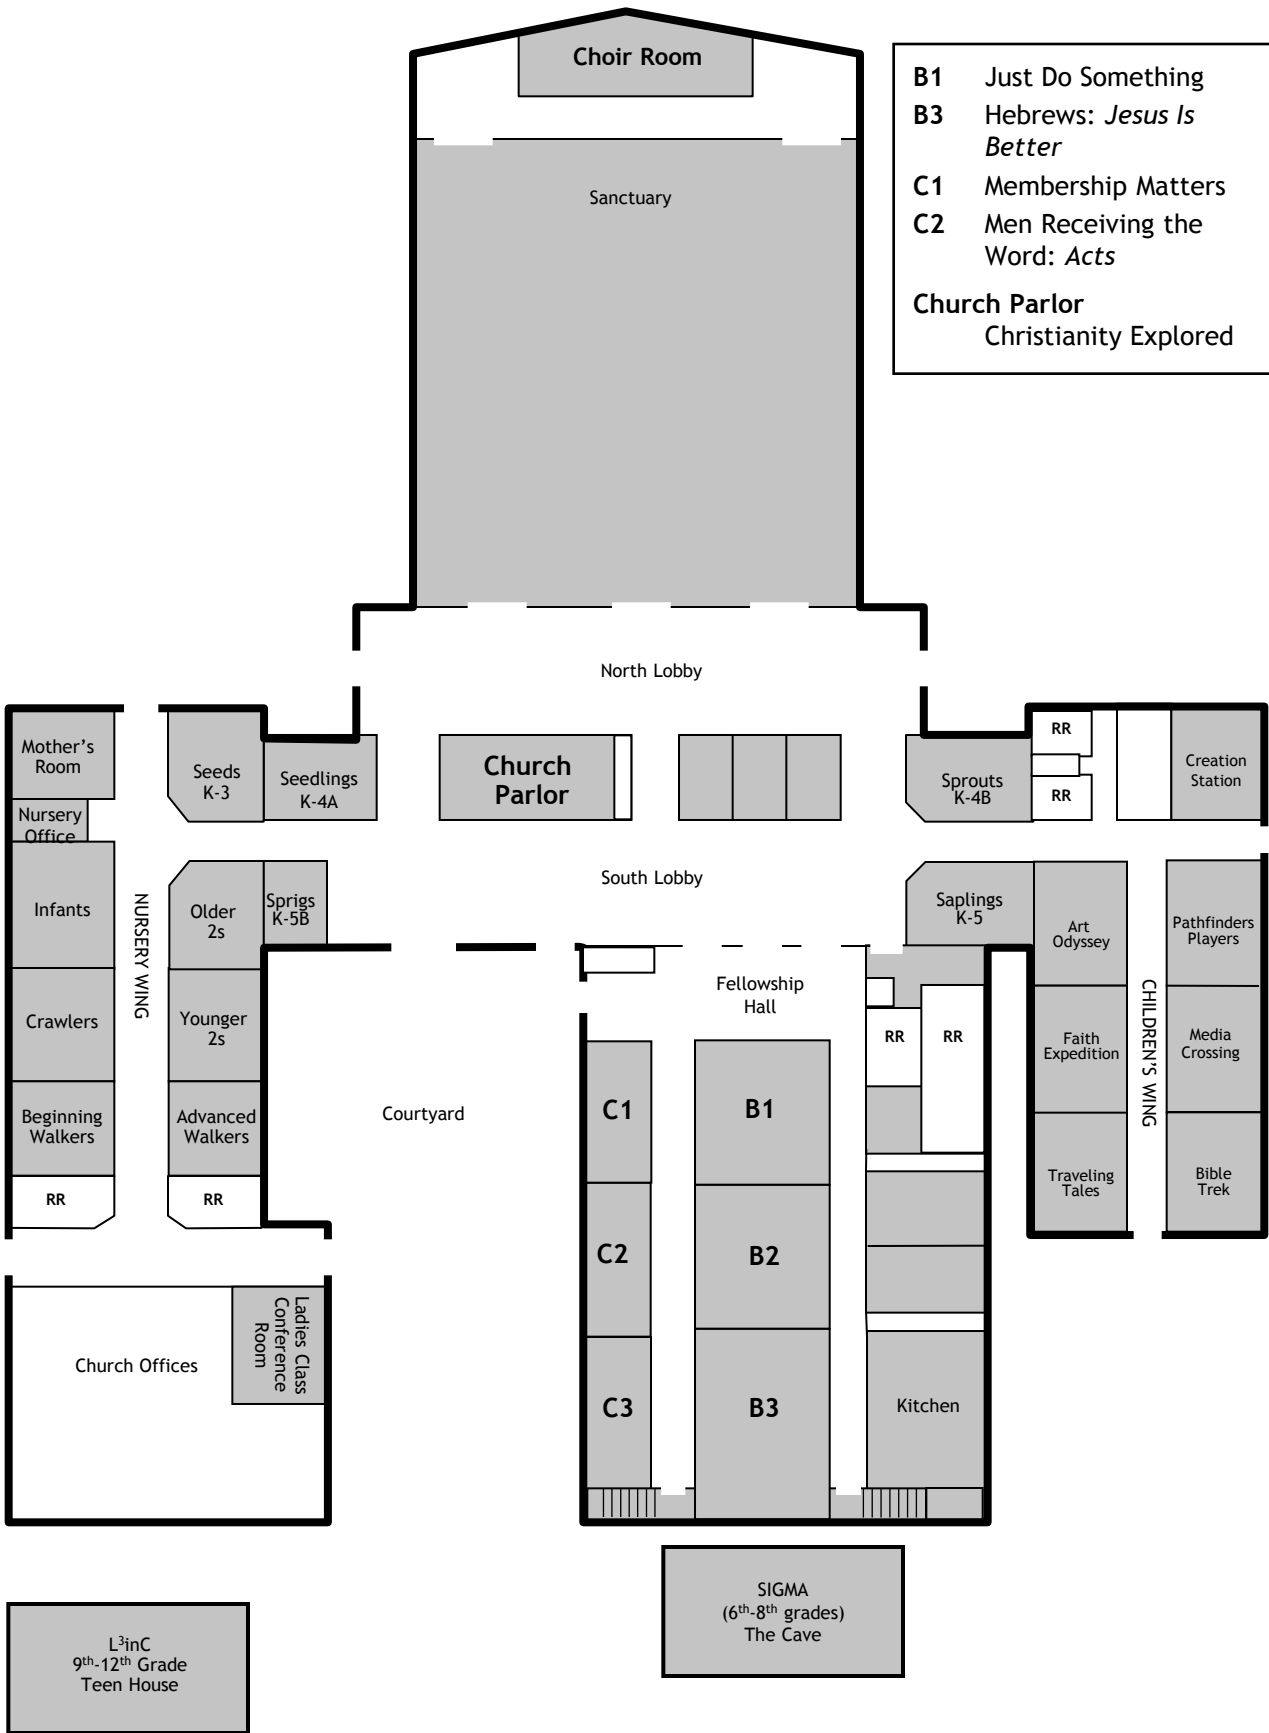 Choir Room
B1 Just Do Something
B3 Hebrews: Jesus Is
Better
C1 Membership Matters
C2 Men Receiving the
Word: Acts
Church Parlor
Christianity Explored
Sanctuary
North Lobby
Mother's
Room
Seeds
K-3
Seedlings
K-4A
Church
Parlor
Sprouts
K-4B
RR
RR
Creation
Station
Nursery
Office
South Lobby
Infants
NURSERY WING
Older
2s
Sprigs
K-5B
Saplings
K-5
Art
Odyssey
Pathfinders
Players
Fellowship
Hall
Crawlers
Younger
2s
RR
RR
Faith
Expedition
CHILDREN'S WING
Media
Crossing
Beginning
Walkers
Advanced
Walkers
Courtyard
C1
B1
Traveling
Tales
Bible
Trek
RR
RR
C2
B2
Church Offices
Ladies Class
Conference
Room
C3
B3
Kitchen
SIGMA
(6th-8th grades)
The Cave
L³inC
9th-12th Grade
Teen House